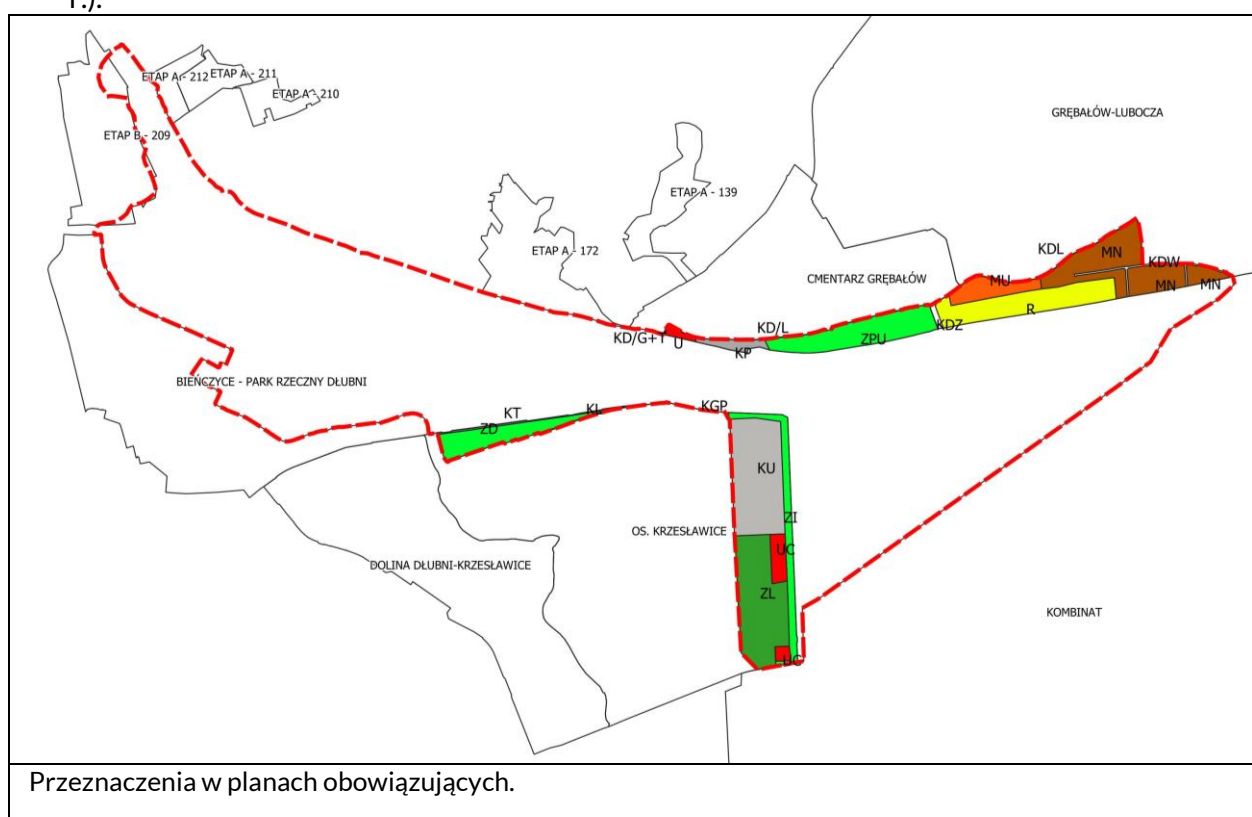 r.).
ETAP A - 212
ETAP A - 211
ETAP A - 210
ETAP B - 209
GRĘBAŁÓW-LUBOCZA
ETAP A - 139
ETAP A - 172
CMENTARZ GRĘBAŁÓW
KDL
MN
KDW
MU
MN
MN
R
KD/G+T
U
KD/L
KP
ZPU
KDZ
BIEŃCZYCE - PARK RZECZNY DŁUBNI
KT
KL
KGP
ZD
KU
ZI
OS. KRZESŁAWICE
UC
DOLINA DŁUBNI-KRZESŁAWICE
ZL
KOMBINAT
UC
Przeznaczenia w planach obowiązujących.